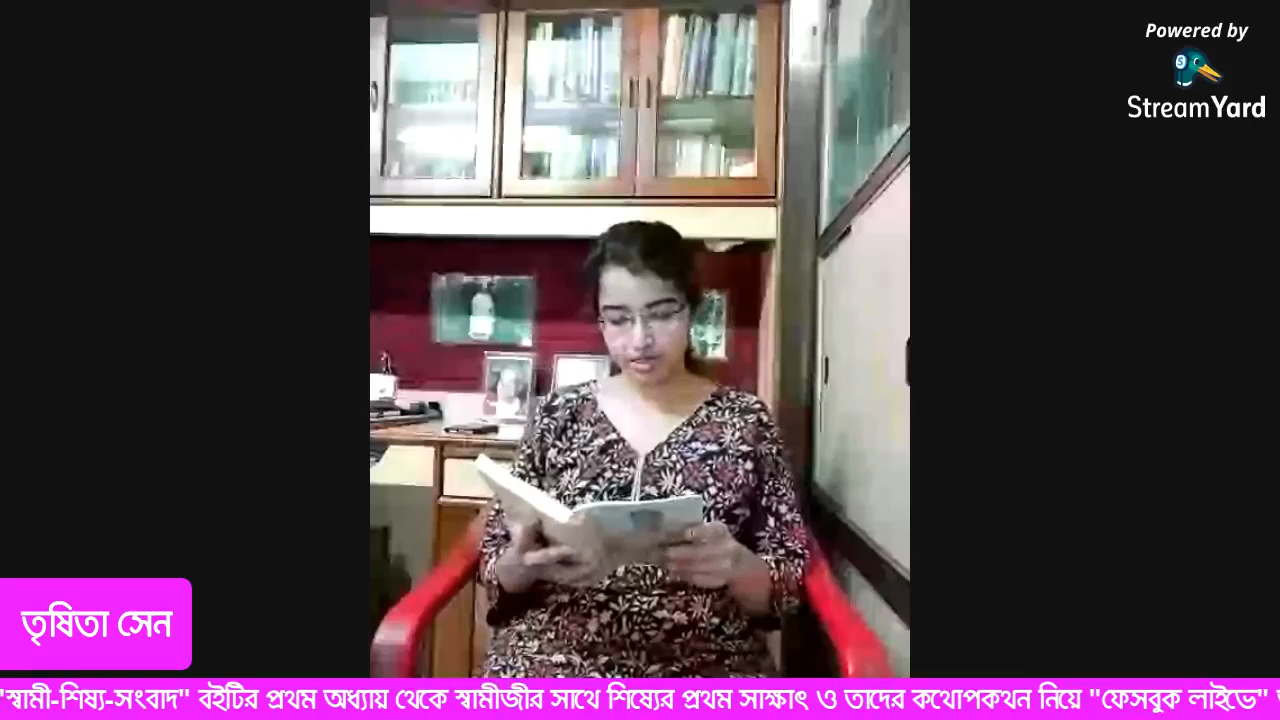 Powered by
StreamYard
তৃষিতা সেন
"স্বামী-শিষ্য-সংবাদ" বইটির প্রথম অধ্যায় থেকে স্বামীজীর সাথে শিষ্যের প্রথম সাক্ষাৎ ও তাদের কথোপকথন নিয়ে "ফেসবুক লাইভে"